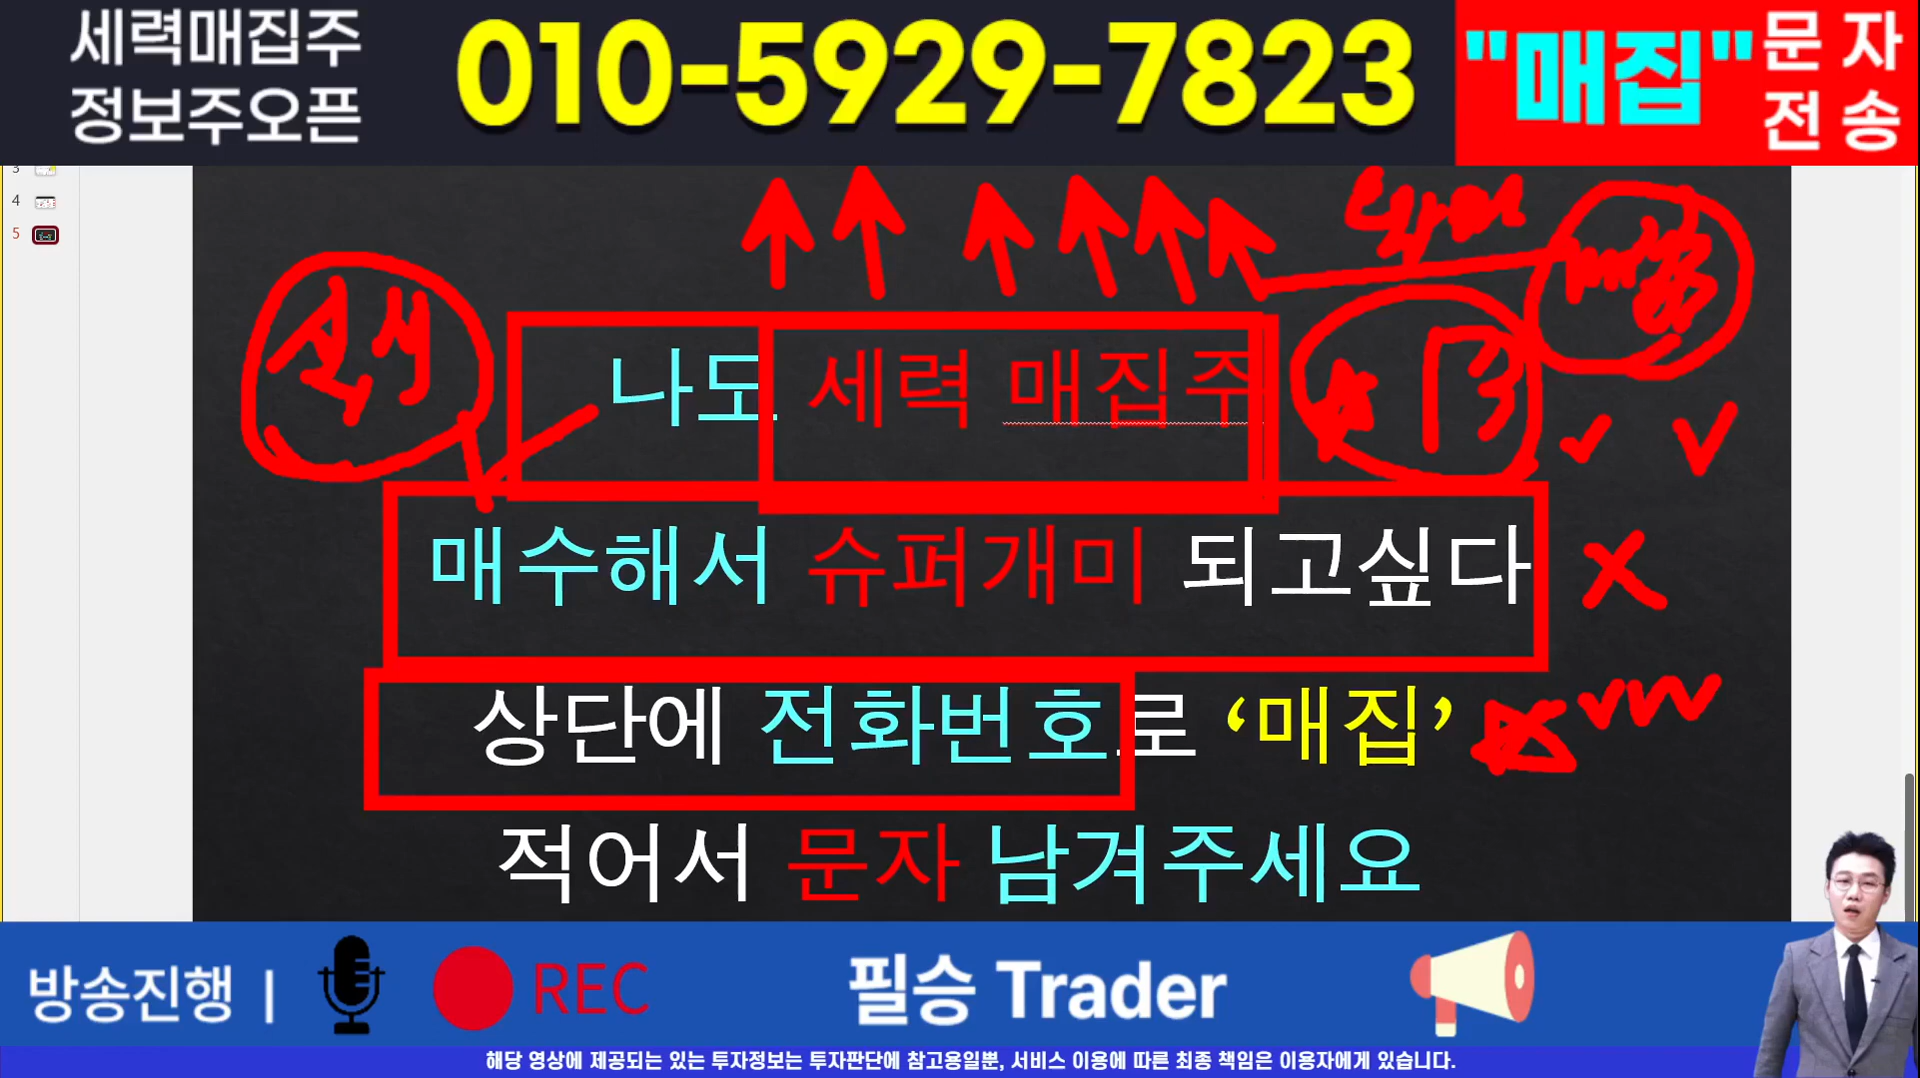 세력매집주
정보주오픈
010-5929-7823
"매집"
문자
전송
3
4
5
나도 세력 매집주
매수해서 슈퍼개미 되고싶다
상단에 전화번호로 ‘매집’
적어서 문자 남겨주세요
방송진행 |
REC
필승 Trader
해당 영상에 제공되는 있는 투자정보는 투자판단에 참고용일뿐, 서비스 이용에 따른 최종 책임은 이용자에게 있습니다.